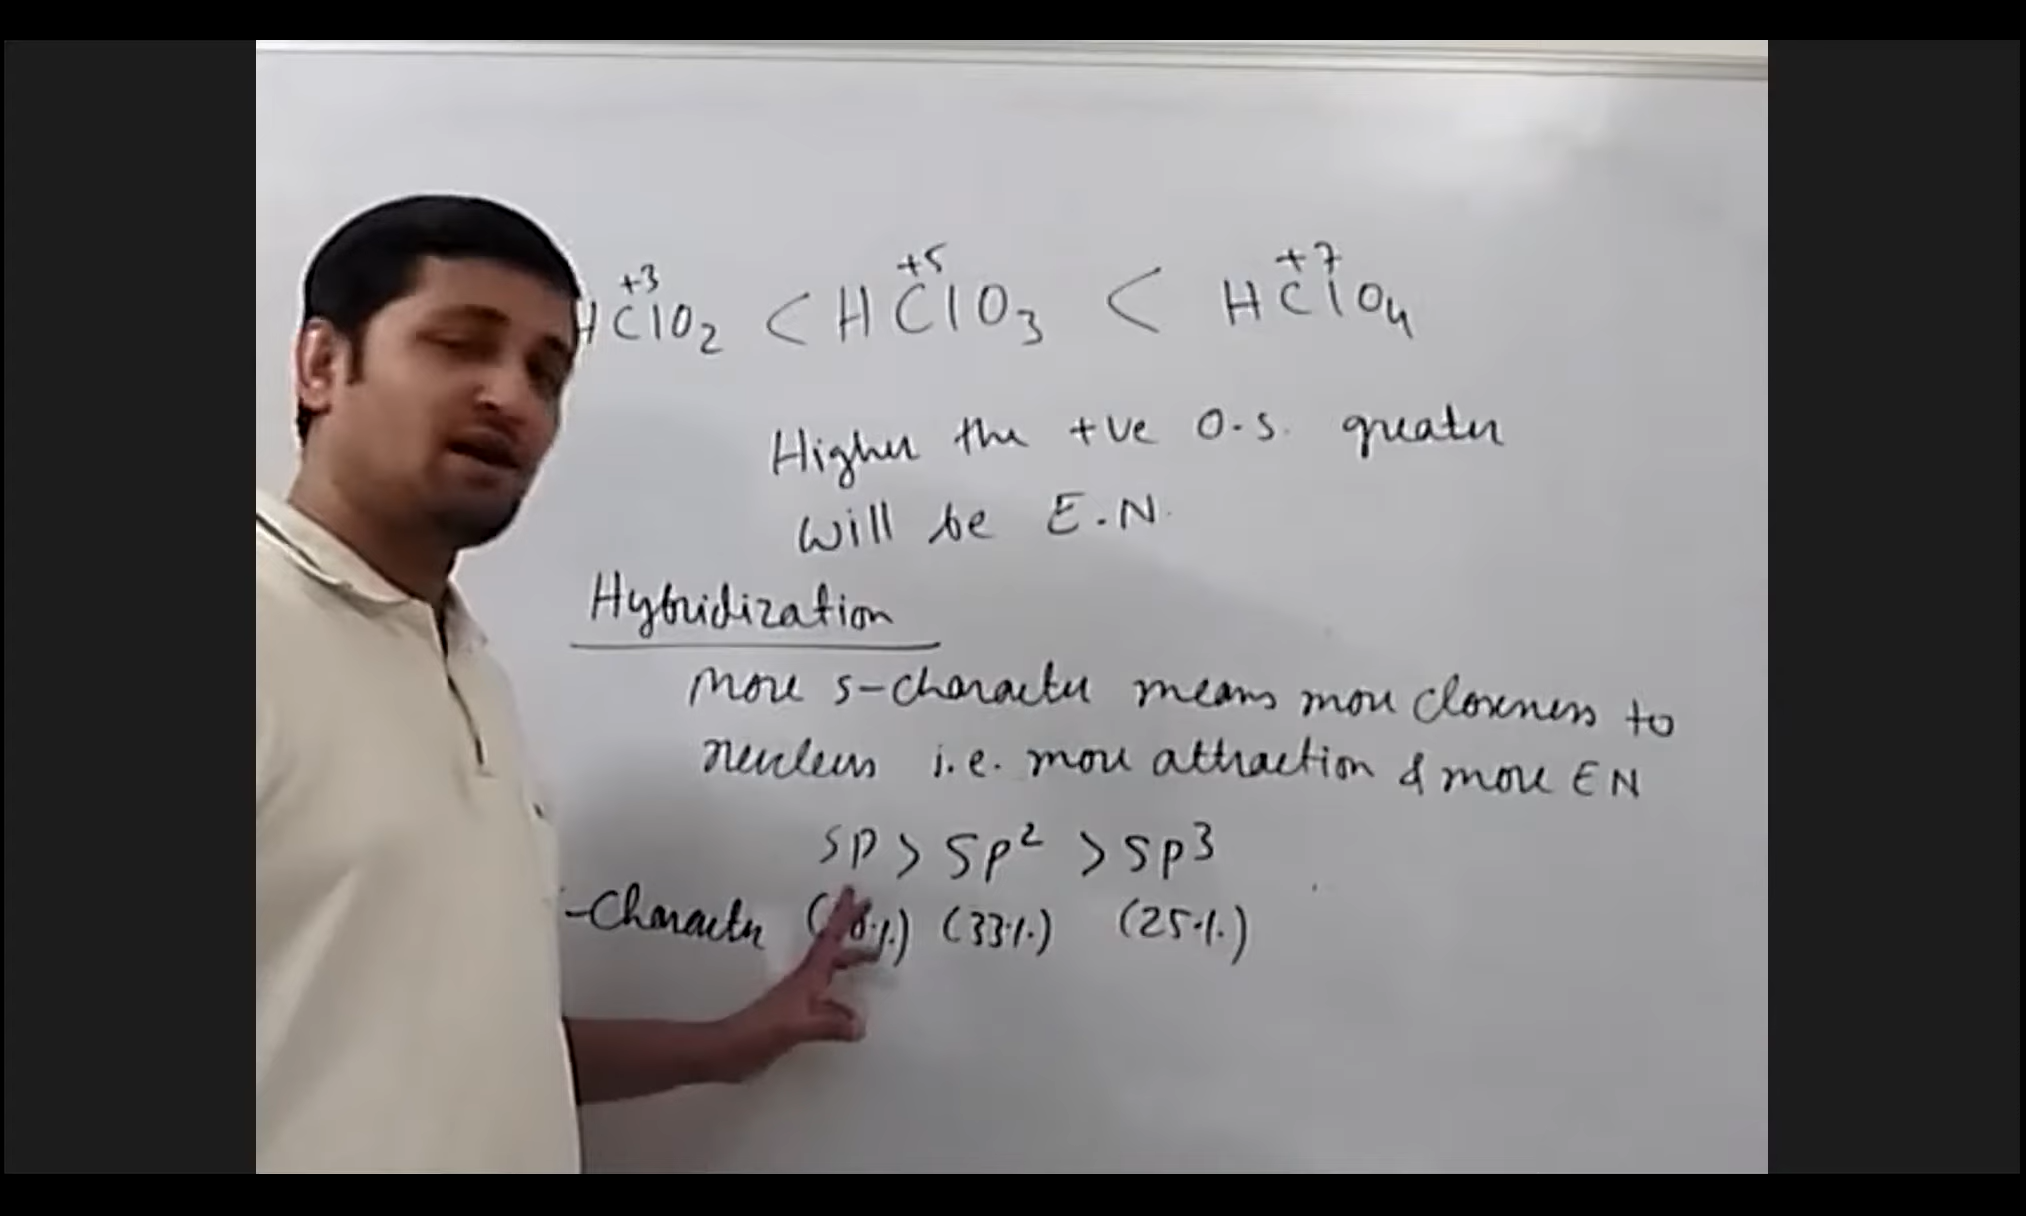 +3 +5 +7
HClO₂ < HClO₃ < HClO₄
Higher the +ve O.S. greater
will be E.N.
Hybridization
more s-character means more closeness to
nucleus i.e. more attraction & more EN
sp > sp² > sp³
-Character (33%) (25%)